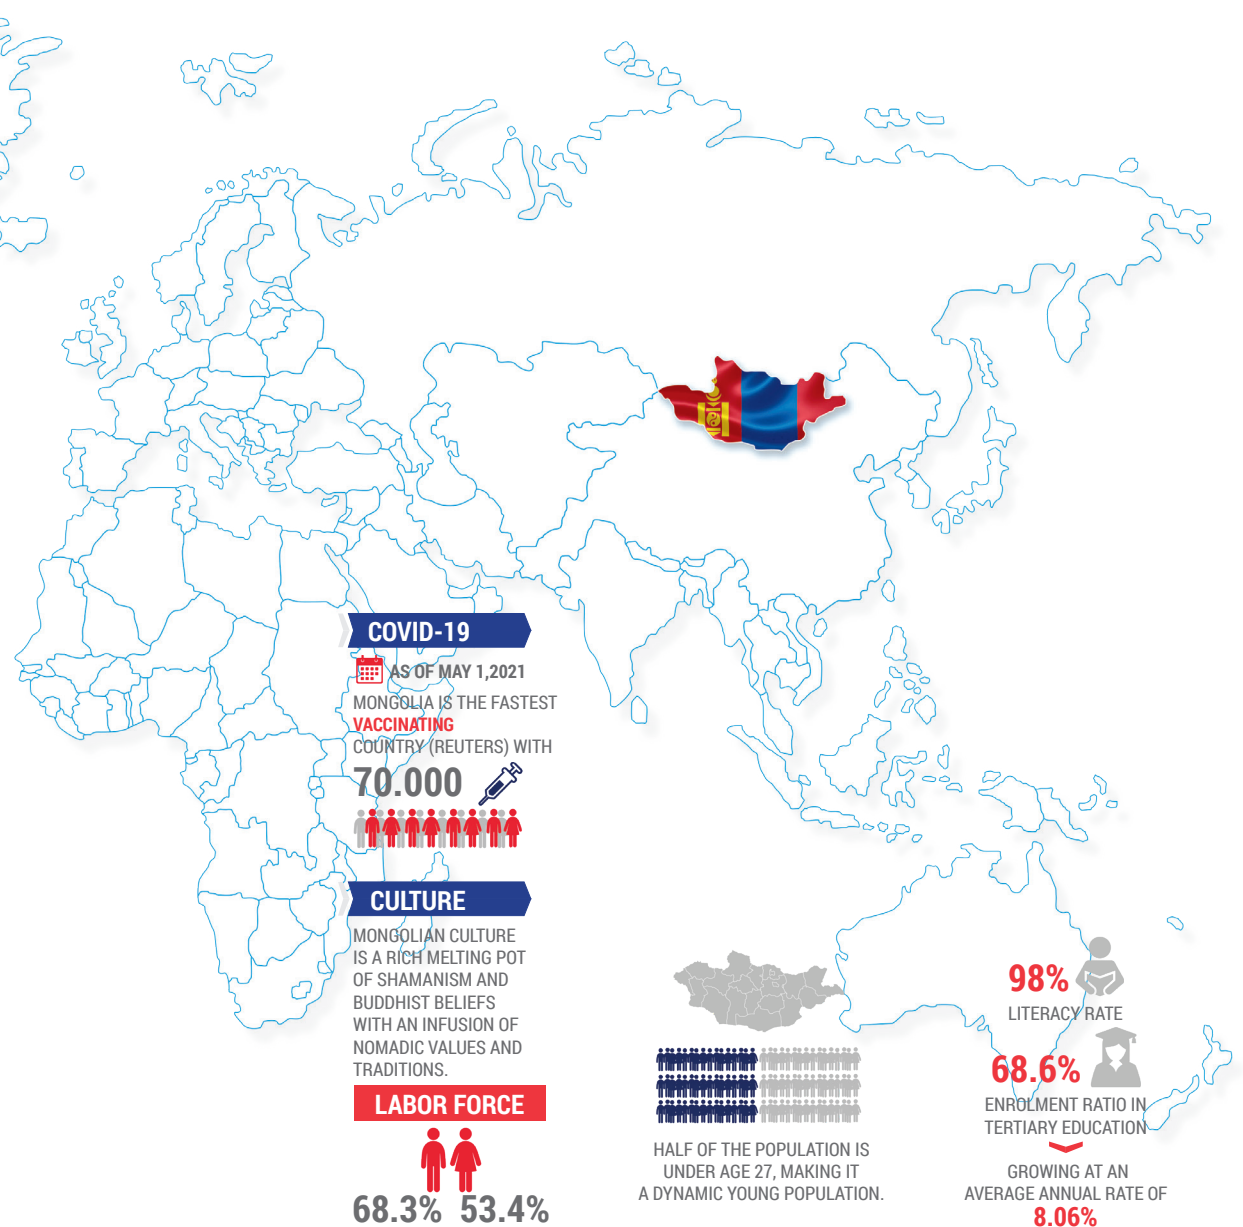 COVID-19
AS OF MAY 1,2021
MONGOLIA IS THE FASTEST
VACCINATING
COUNTRY (REUTERS) WITH
70.000
CULTURE
MONGOLIAN CULTURE
IS A RICH MELTING POT
OF SHAMANISM AND
BUDDHIST BELIEFS
WITH AN INFUSION OF
NOMADIC VALUES AND
TRADITIONS.
LABOR FORCE
68.3% 53.4%
HALF OF THE POPULATION IS
UNDER AGE 27, MAKING IT
A DYNAMIC YOUNG POPULATION.
98%
LITERACY RATE
68.6%
ENROLMENT RATIO IN
TERTIARY EDUCATION
GROWING AT AN
AVERAGE ANNUAL RATE OF
8.06%